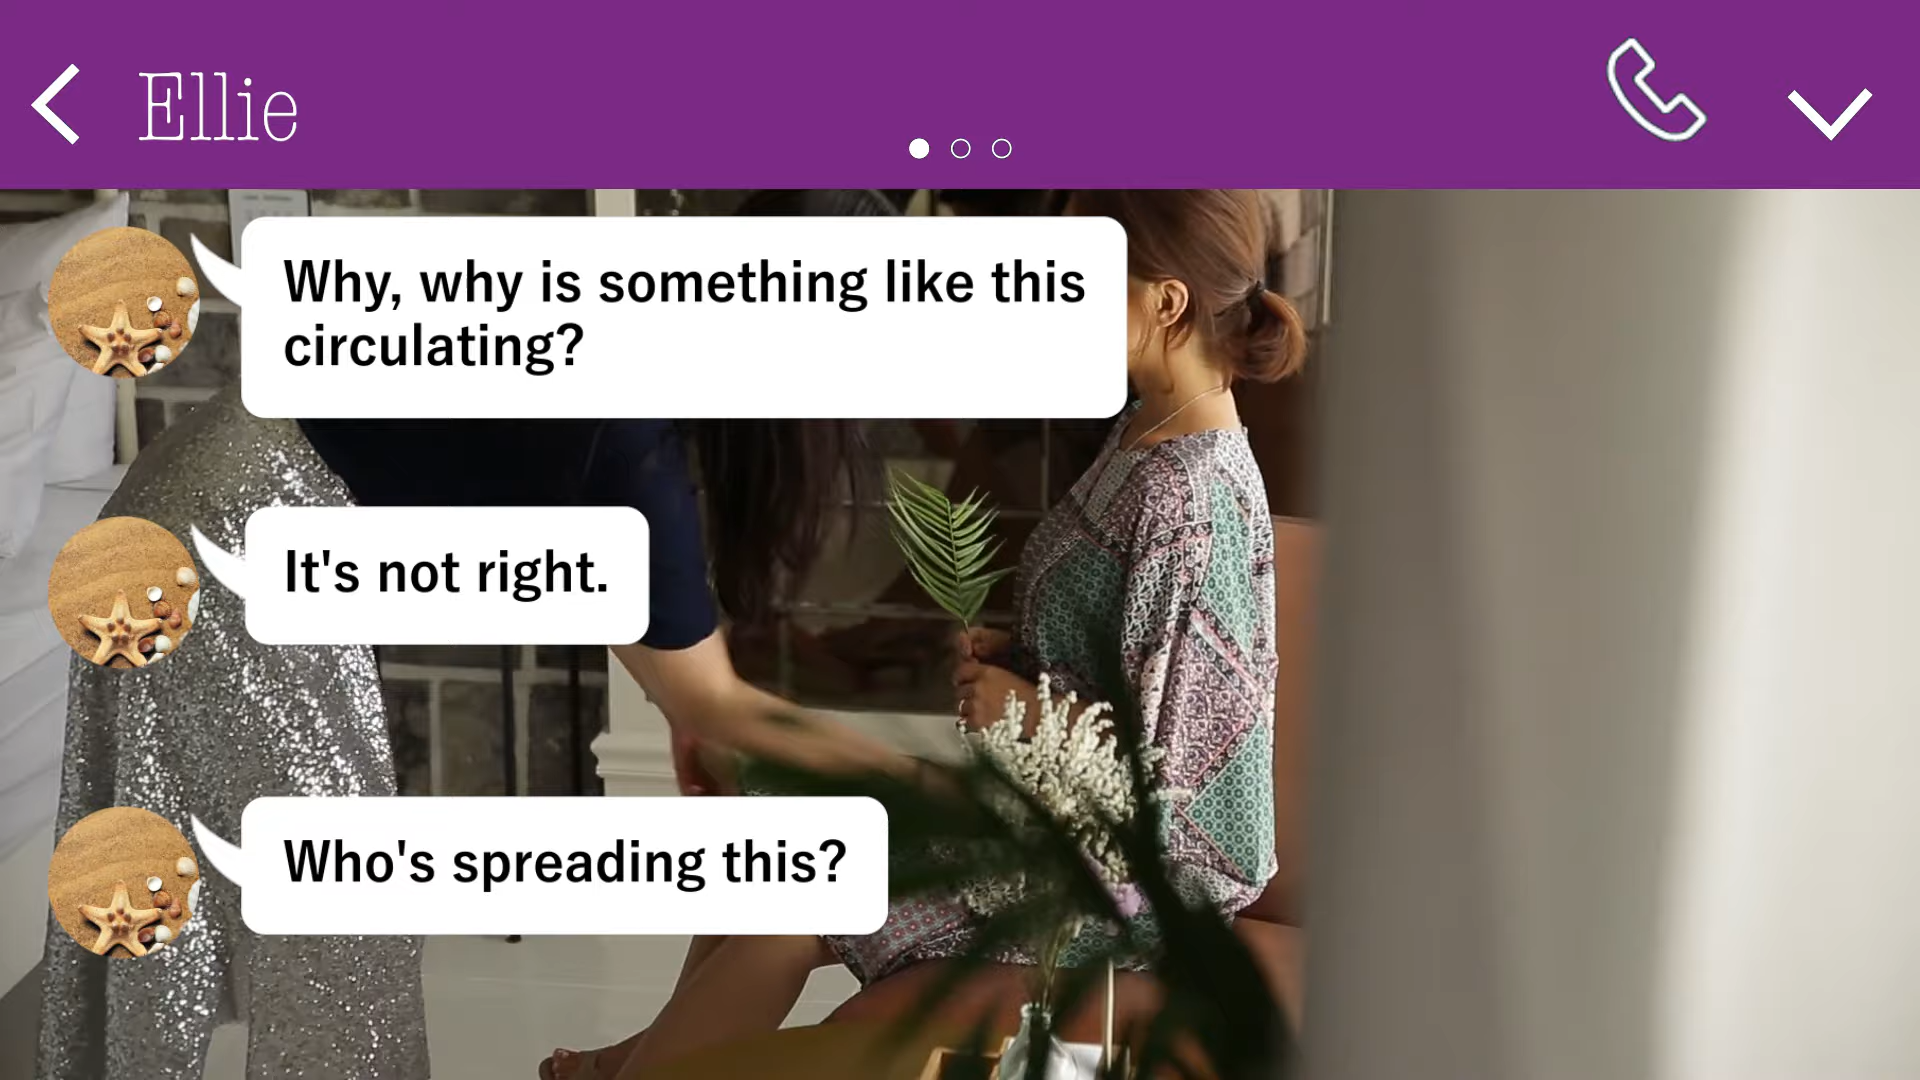 Ellie
Why, why is something like this
circulating?
It's not right.
Who's spreading this?